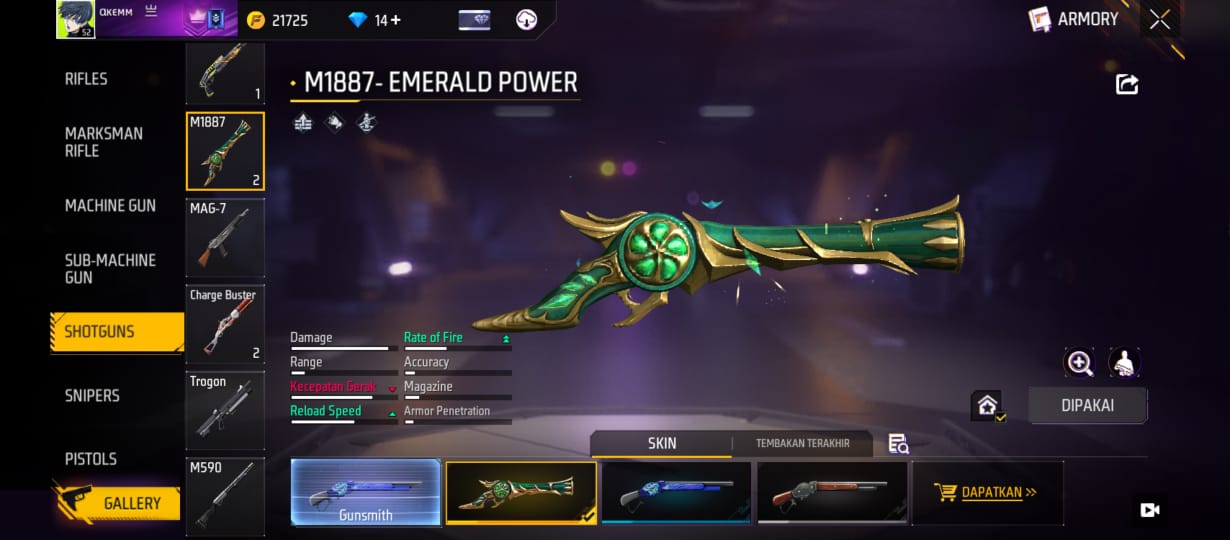 ακεмм
52
21725
14+
ARMORY
RIFLES
MARKSMAN
RIFLE
MACHINE GUN
SUB-MACHINE
GUN
SHOTGUNS
SNIPERS
PISTOLS
GALLERY
1
M1887
2
MAG-7
Charge Buster
2
Trogon
M590
M1887- EMERALD POWER
Damage
Rate of Fire
Range
Accuracy
Kecepatan Gerak
Magazine
Reload Speed
Armor Penetration
DIPAKAI
SKIN
TEMBAKAN TERAKHIR
Gunsmith
DAPATKAN >>